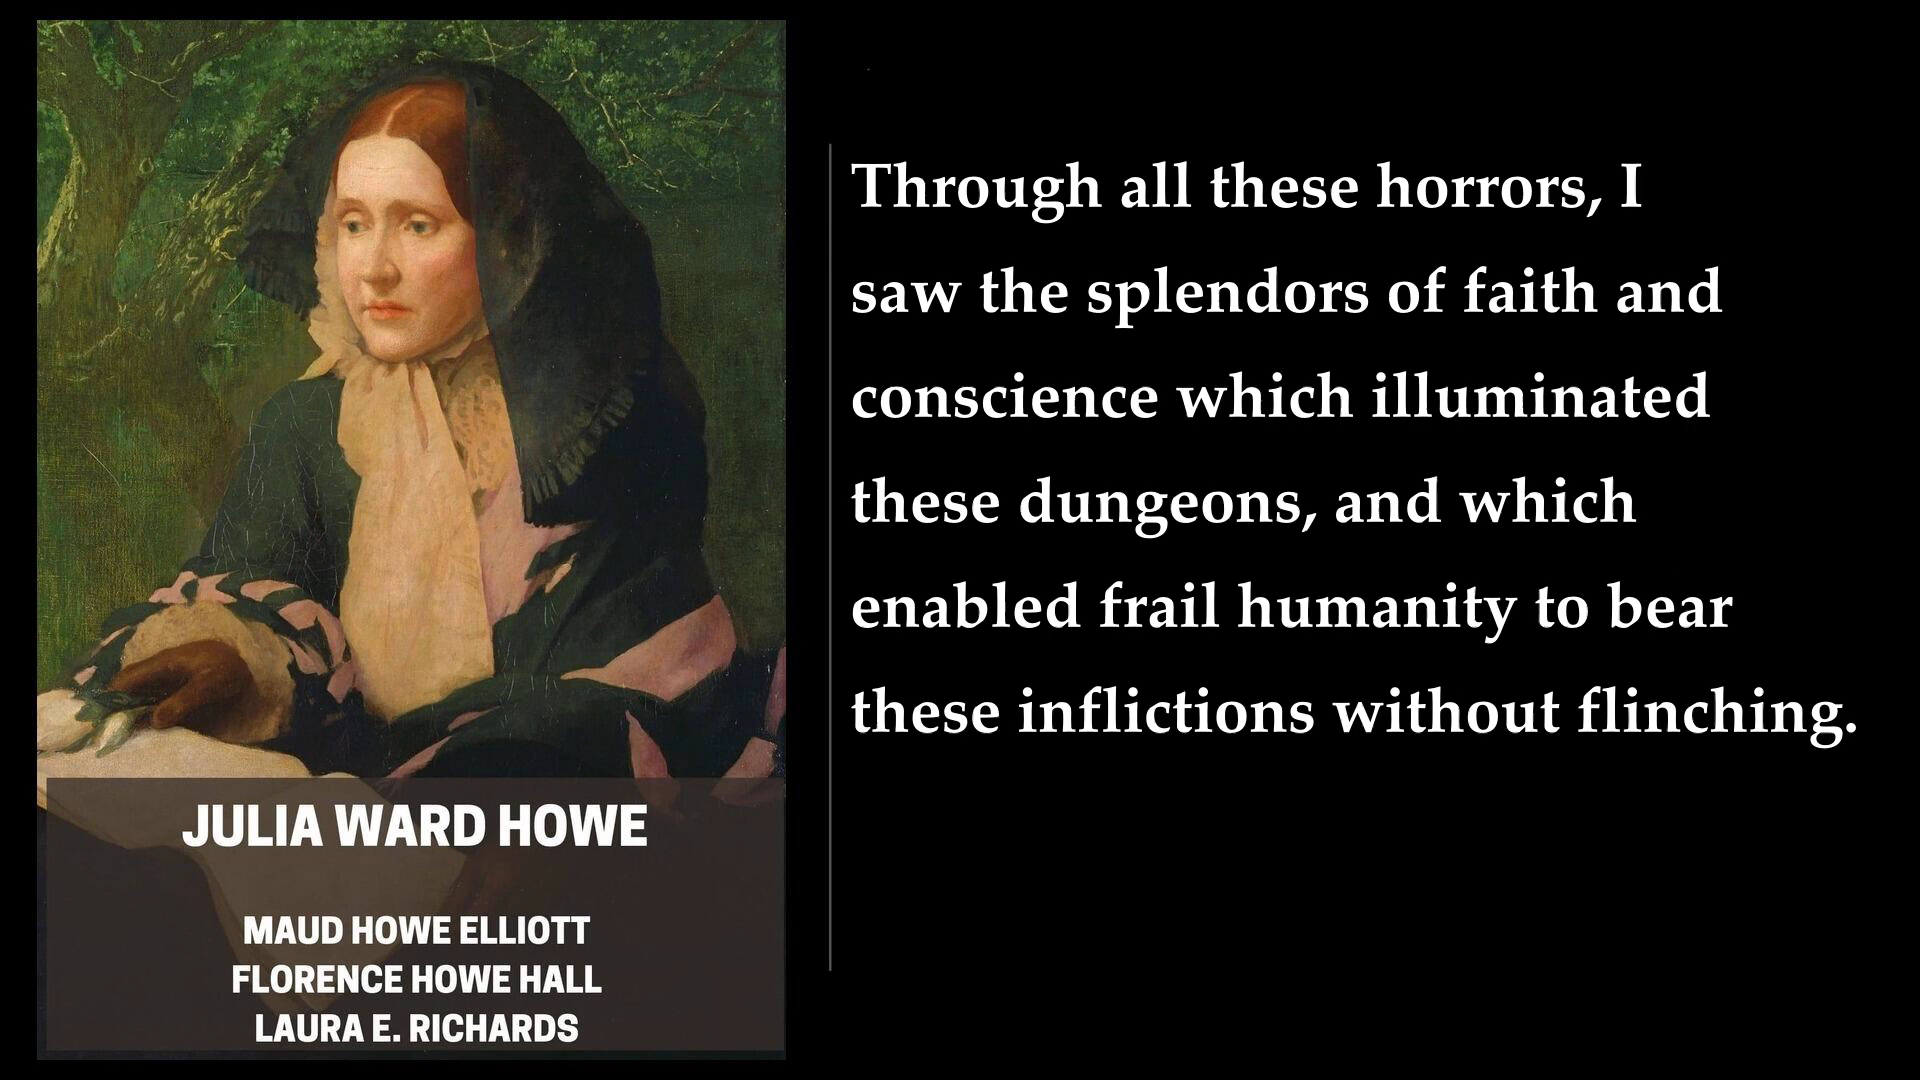 JULIA WARD HOWE
MAUD HOWE ELLIOTT
FLORENCE HOWE HALL
LAURA E. RICHARDS
Through all these horrors, I
saw the splendors of faith and
conscience which illuminated
these dungeons, and which
enabled frail humanity to bear
these inflictions without flinching.